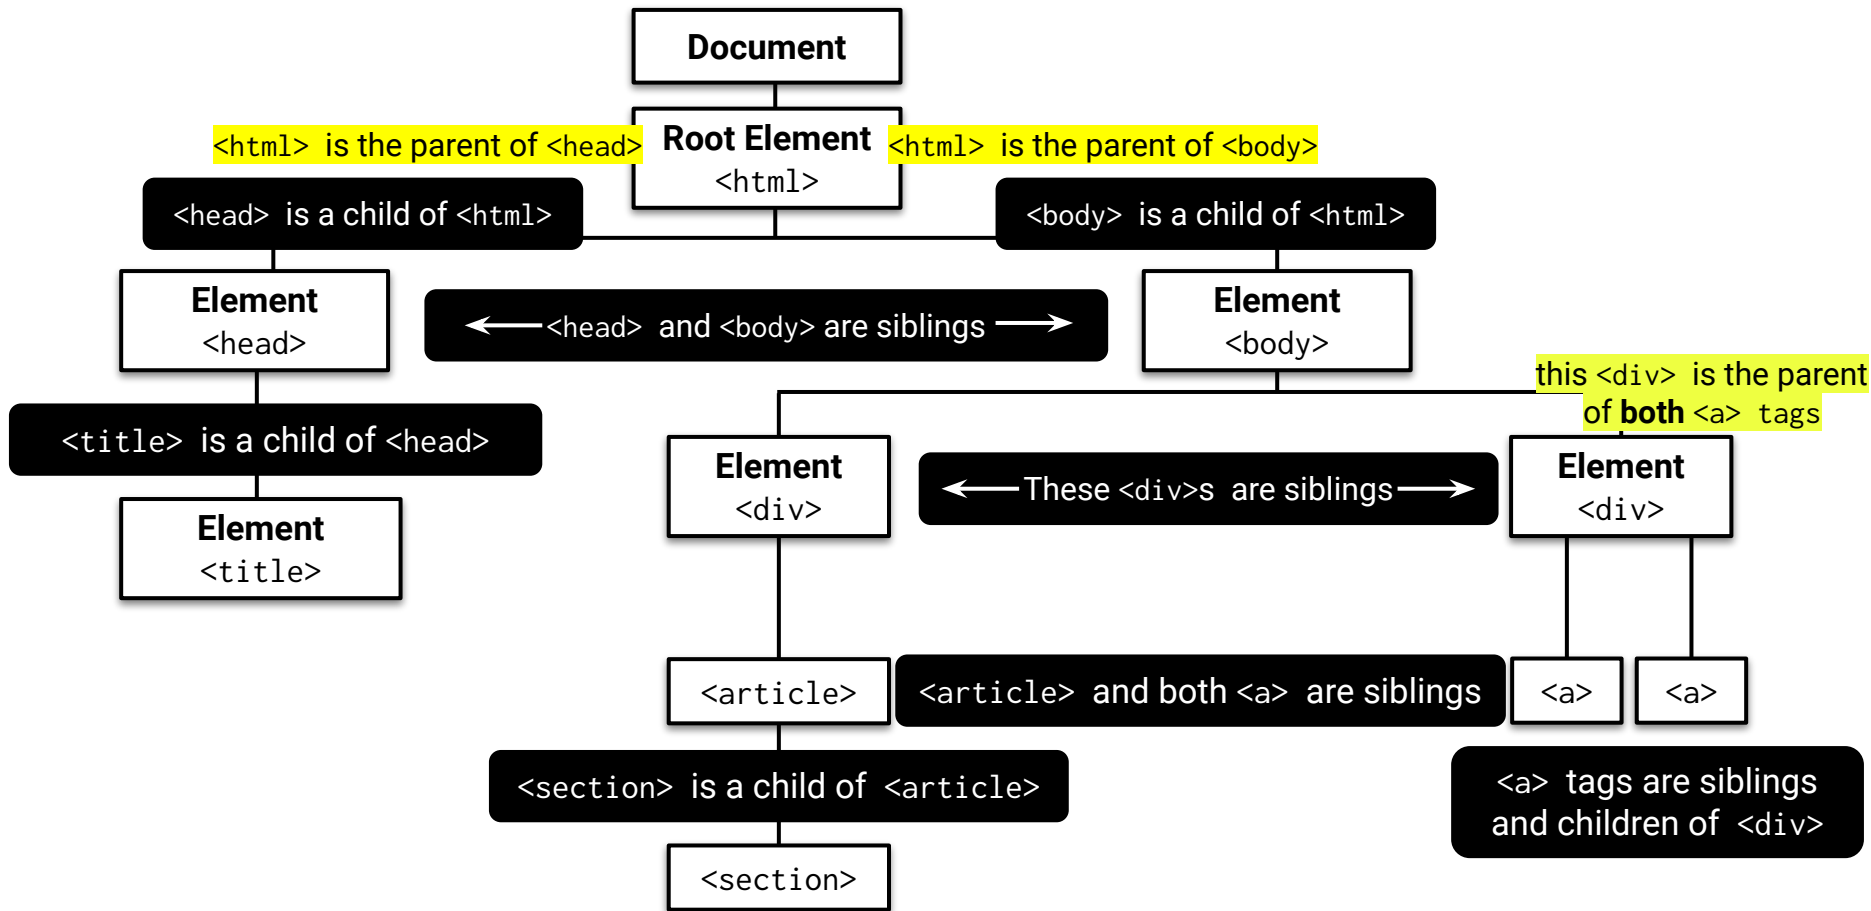 Document
<html> is the parent of <head>
Root Element
<html>
<html> is the parent of <body>
<head> is a child of <html>
<body> is a child of <html>
Element
<head>
<head> and <body> are siblings
Element
<body>
this <div> is the parent
of both <a> tags
<title> is a child of <head>
Element
<div>
These <div>s are siblings
Element
<div>
Element
<title>
<article>
<article> and both <a> are siblings
<a>
<a>
<section> is a child of <article>
<a> tags are siblings
and children of <div>
<section>